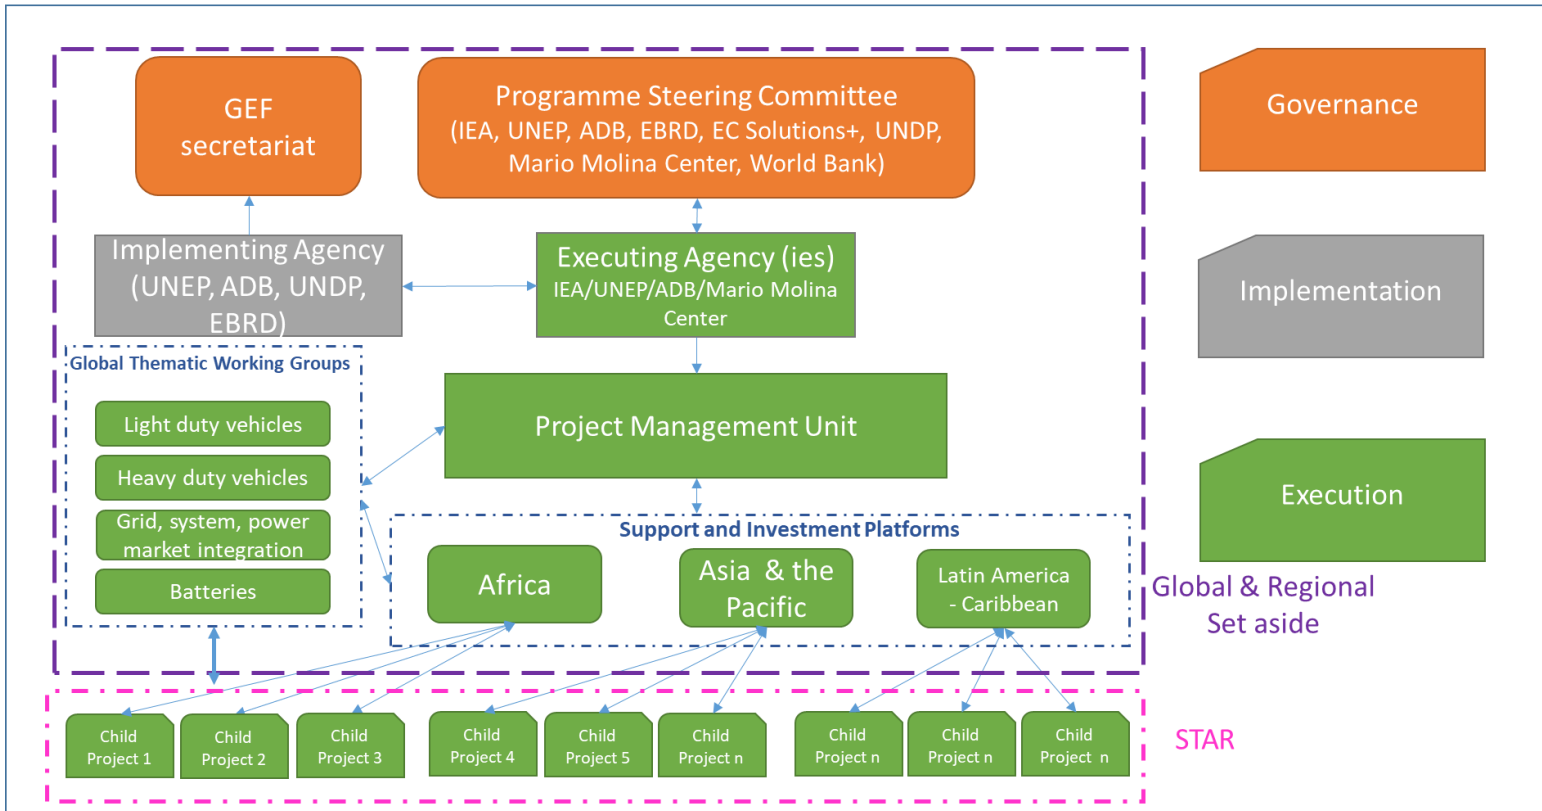 GEF
secretariat
Programme Steering Committee
(IEA, UNEP, ADB, EBRD, EC Solutions+, UNDP,
Mario Molina Center, World Bank)
Governance
Implementing Agency
(UNEP, ADB, UNDP,
EBRD)
Executing Agency (ies)
IEA/UNEP/ADB/Mario Molina
Center
Implementation
Global Thematic Working Groups
Light duty vehicles
Heavy duty vehicles
Grid, system, power
market integration
Batteries
Project Management Unit
Execution
Support and Investment Platforms
Africa
Asia & the
Pacific
Latin America
- Caribbean
Global & Regional
Set aside
Child
Project 1
Child
Project 2
Child
Project 3
Child
Project 4
Child
Project 5
Child
Project n
Child
Project n
Child
Project n
Child
Project n
STAR